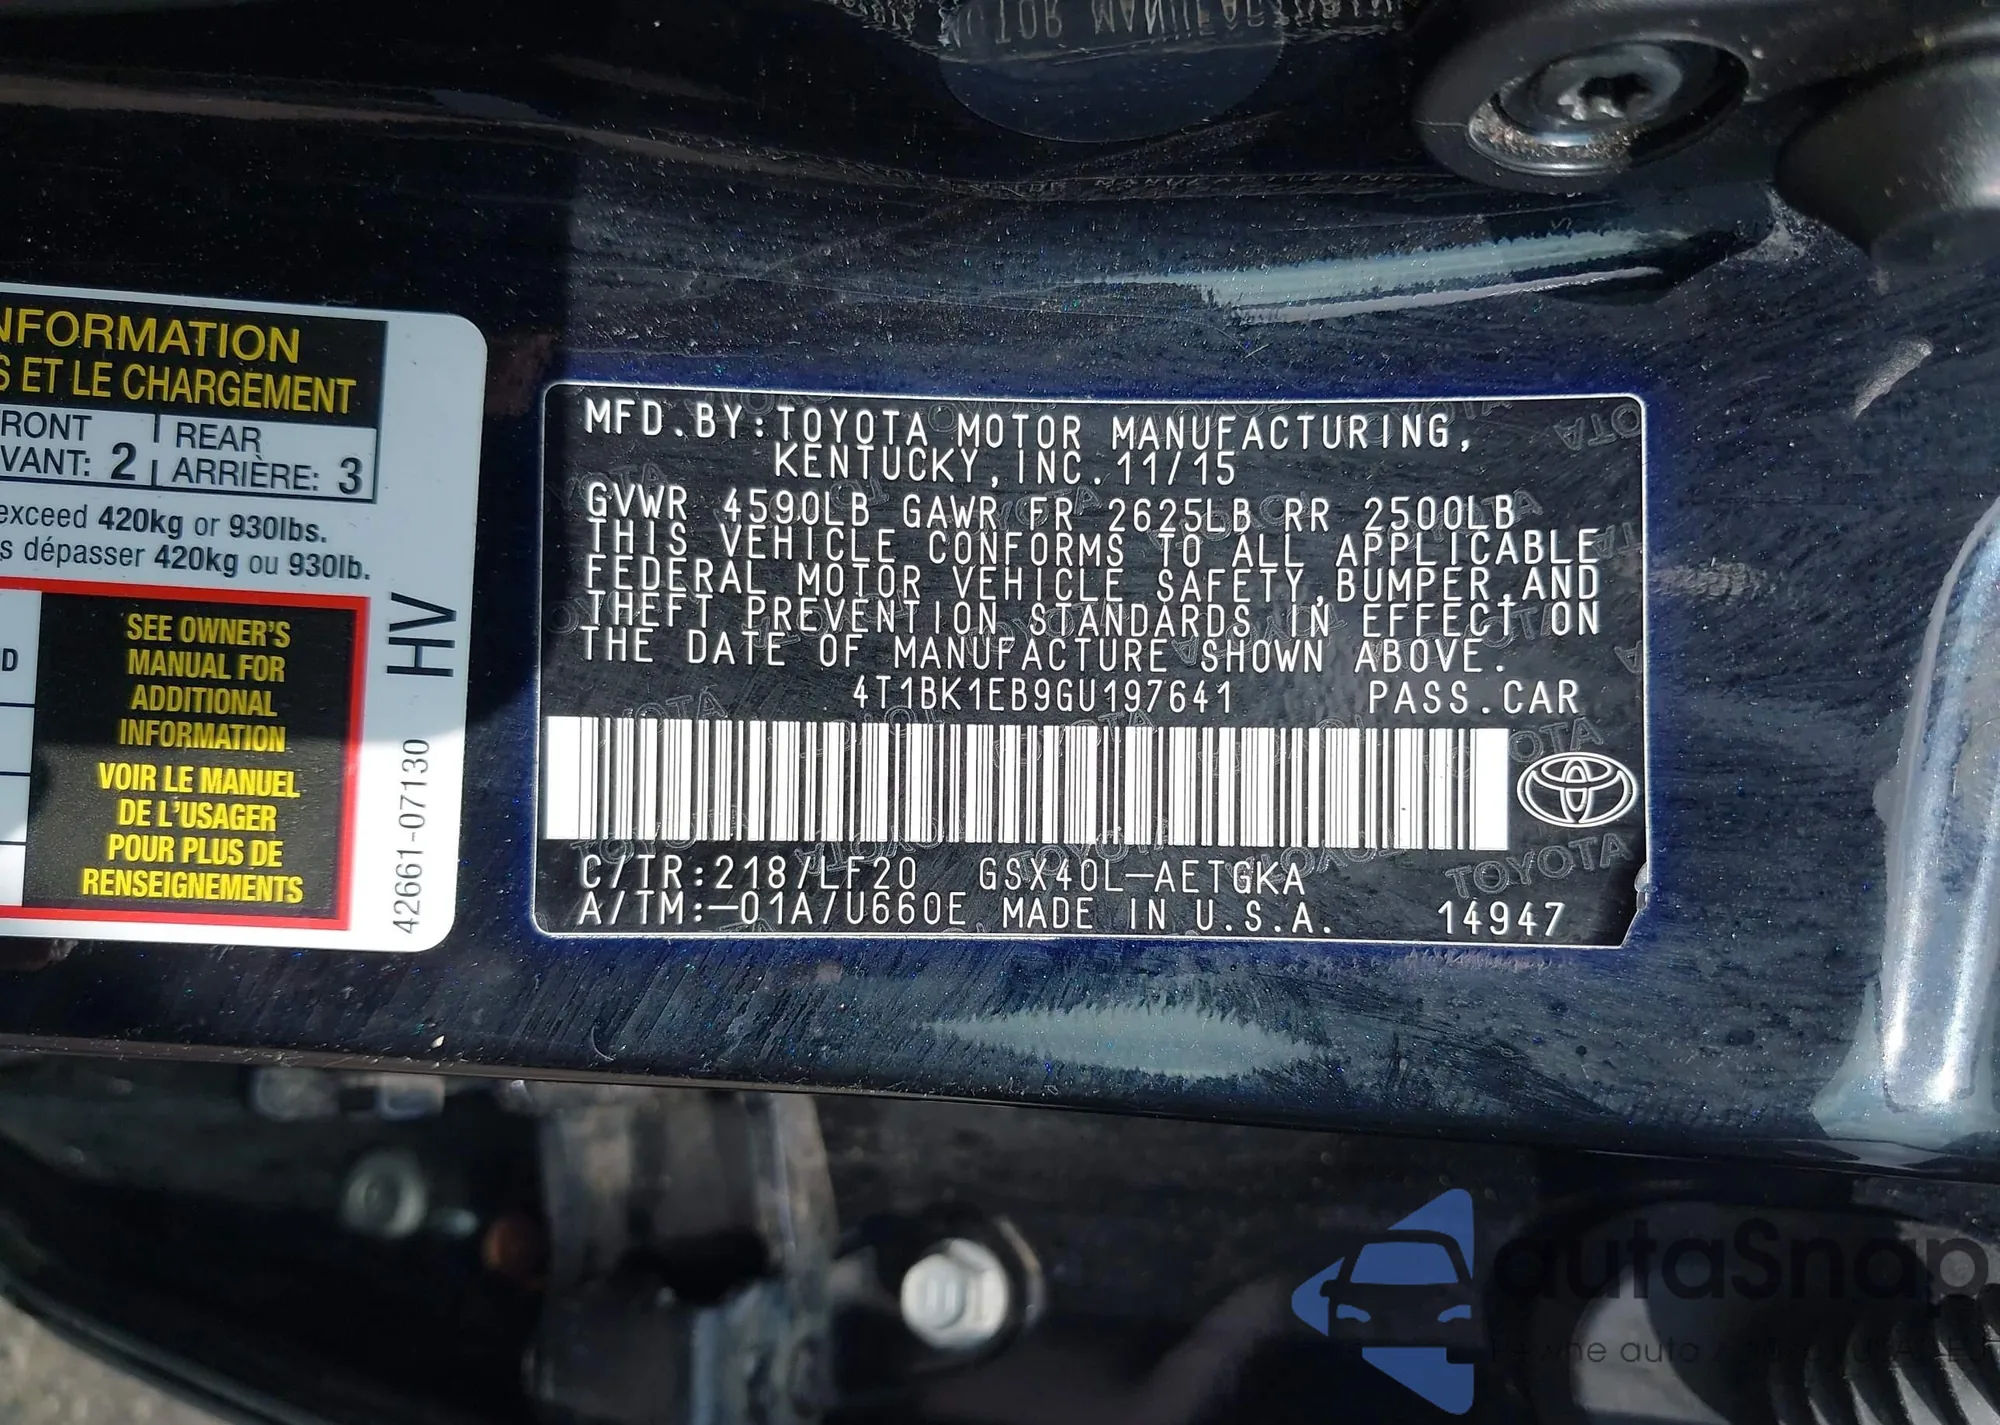 MOTOR MANUFACTURIN
NFORMATION
S ET LE CHARGEMENT
RONT
VANT: 2
REAR
ARRIÈRE: 3
exceed 420kg or 930lbs.
s dépasser 420kg ou 930lb.
SEE OWNER'S
MANUAL FOR
ADDITIONAL
INFORMATION
VOIR LE MANUEL
DE L'USAGER
POUR PLUS DE
RENSEIGNEMENTS
D
HV
42661-07130
MFD.BY:TOYOTA MOTOR MANUFACTURING,
KENTUCKY,INC.11/15
GVWR 4590LB GAWR FR 2625LB RR 2500LB
THIS VEHICLE CONFORMS TO ALL APPLICABLE
FEDERAL MOTOR VEHICLE SAFETY,BUMPER,AND
THEFT PREVENTION STANDARDS IN EFFECT ON
THE DATE OF MANUFACTURE SHOWN ABOVE.
4T1BK1EB9GU197641 PASS.CAR
TOYOTA
C/TR:218/LF20 GSX40L-AETGKA
A/TM:-01A/U660E MADE IN U.S.A. 14947
autaSnap